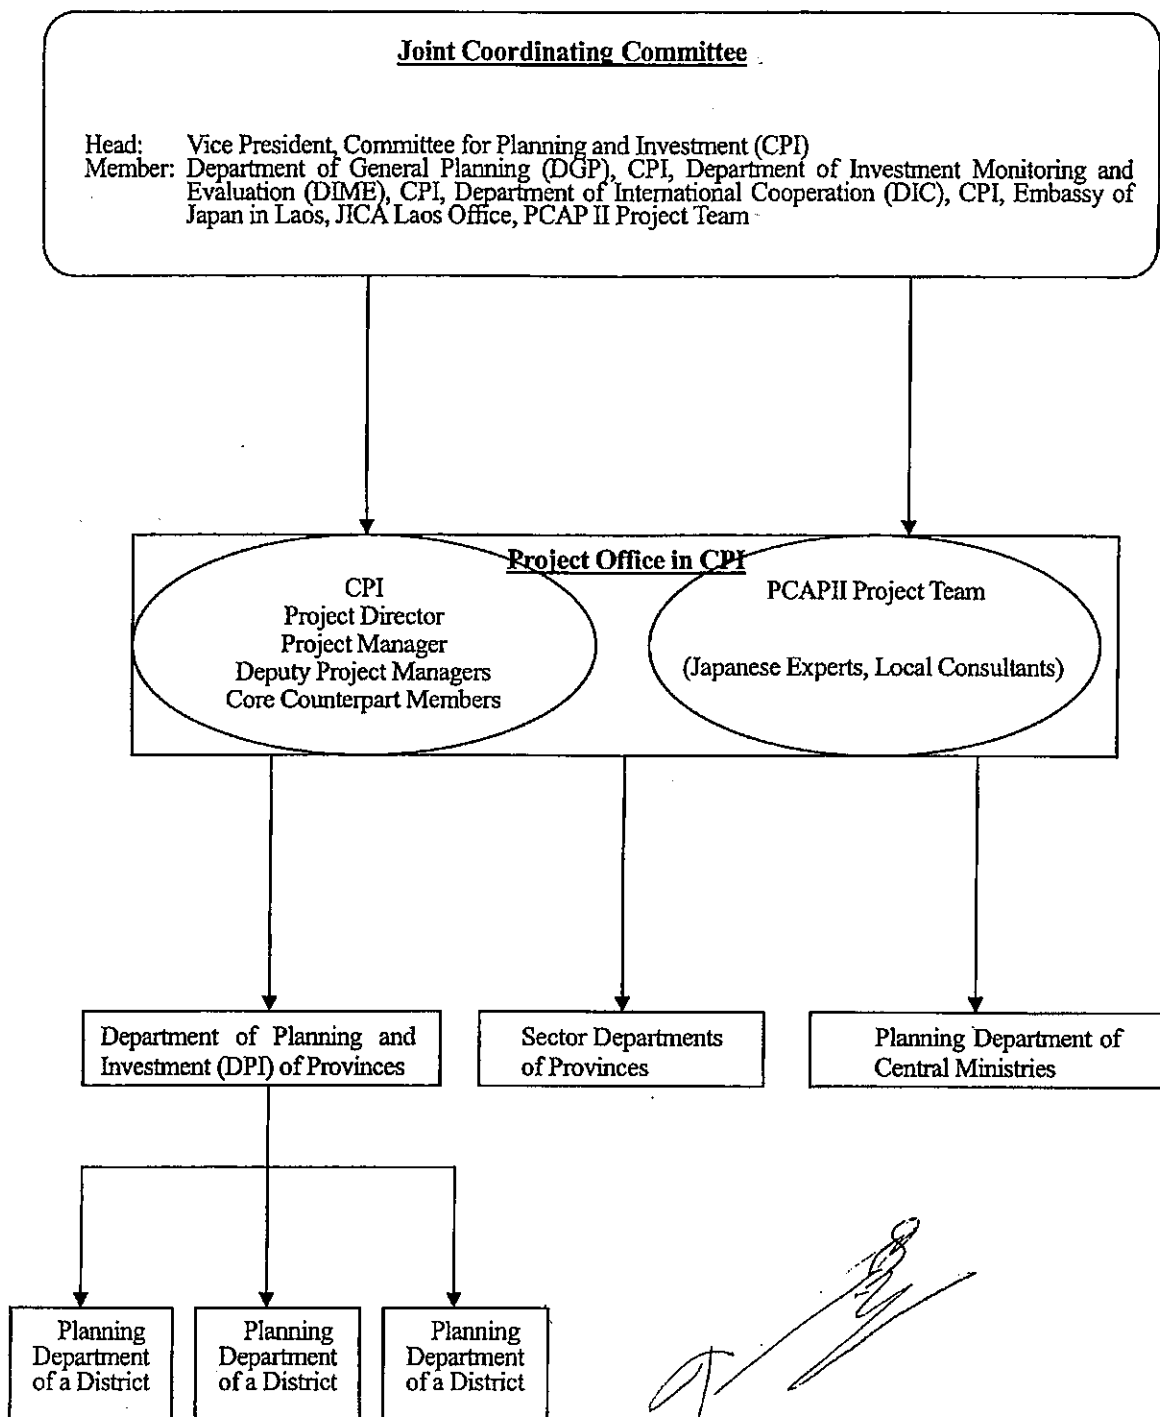 Joint Coordinating Committee
Head: Vice President, Committee for Planning and Investment (CPI)
Member: Department of General Planning (DGP), CPI, Department of Investment Monitoring and
Evaluation (DIME), CPI, Department of International Cooperation (DIC), CPI, Embassy of
Japan in Laos, JICA Laos Office, PCAP II Project Team
Project Office in CPI
CPI
Project Director
Project Manager
Deputy Project Managers
Core Counterpart Members
PCAPII Project Team
(Japanese Experts, Local Consultants)
Department of Planning and
Investment (DPI) of Provinces
Sector Departments
of Provinces
Planning Department of
Central Ministries
Planning
Department
of a District
Planning
Department
of a District
Planning
Department
of a District